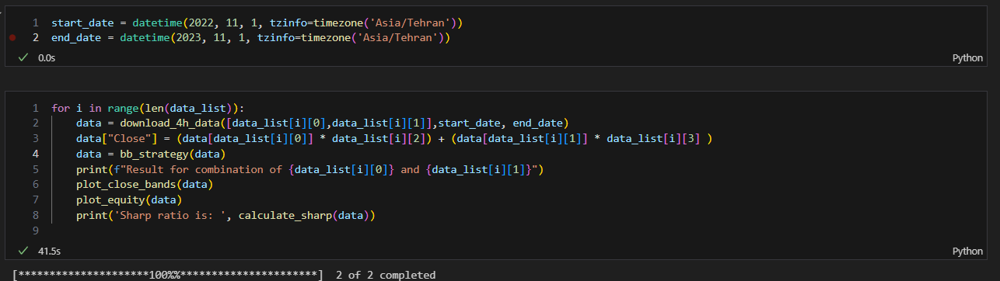 1 start_date = datetime(2022, 11, 1, tzinfo=timezone('Asia/Tehran'))
2 end_date = datetime(2023, 11, 1, tzinfo=timezone('Asia/Tehran'))
0.0s Python
1 for i in range(len(data_list)):
2 data = download_4h_data([data_list[i][0],data_list[i][1]],start_date, end_date)
3 data["Close"] = (data[data_list[i][0]] * data_list[i][2]) + (data[data_list[i][1]] * data_list[i][3] )
4 data = bb_strategy(data)
5 print(f"Result for combination of {data_list[i][0]} and {data_list[i][1]}")
6 plot_close_bands(data)
7 plot_equity(data)
8 print('Sharp ratio is: ', calculate_sharp(data))
9
41.5s Python
[*********************100%%**********************]  2 of 2 completed